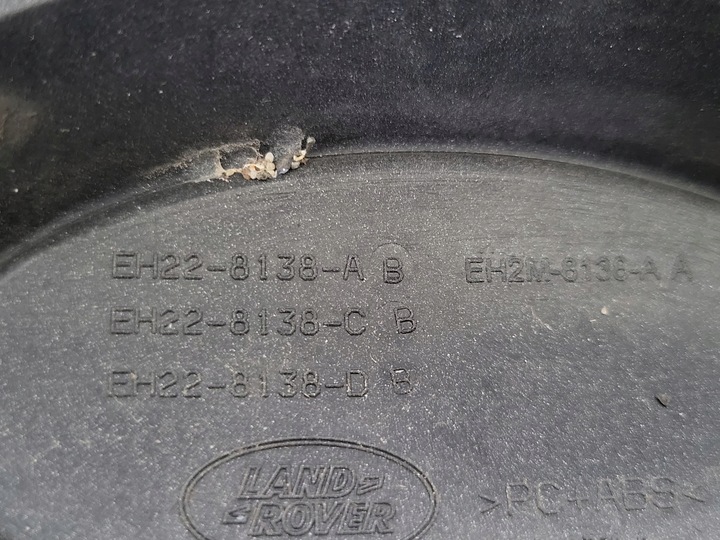 EH22-8138-A B EH2M-8138-A A
EH22-8138-C B
EH22-8138-D B
LAND
ROVER
>PC+ABS<